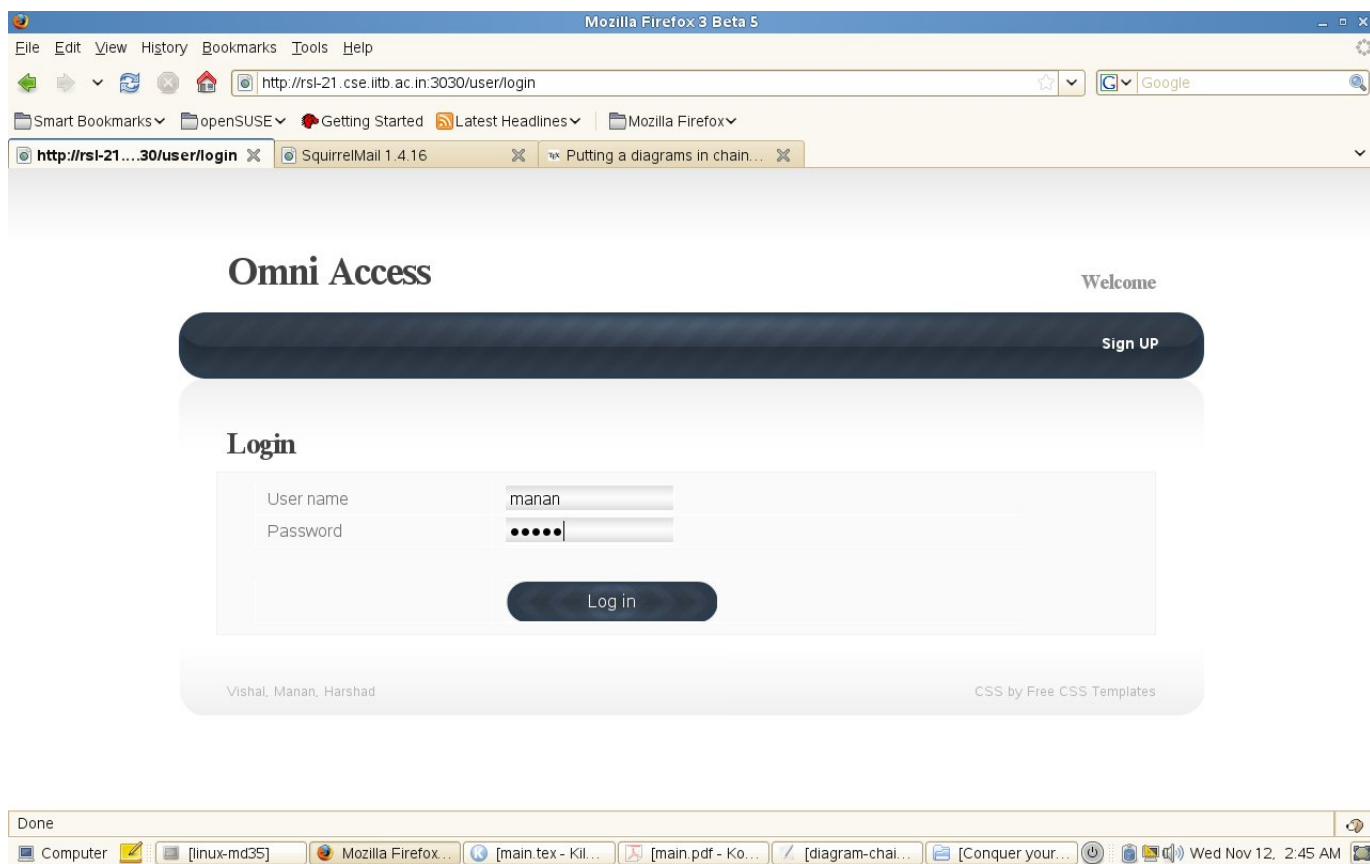 Mozilla Firefox 3 Beta 5
File Edit View History Bookmarks Tools Help
http://rsl-21.cse.iitb.ac.in:3030/user/login
G Google
Smart Bookmarks openSUSE Getting Started Latest Headlines Mozilla Firefox
http://rsl-21....30/user/login SquirrelMail 1.4.16 Putting a diagrams in chain...
Omni Access
Welcome
Sign UP
Login
User name manan
Password •••••
Log in
Vishal, Manan, Harshad CSS by Free CSS Templates
Done
Computer [linux-md35] Mozilla Firefox... [main.tex - Kil... [main.pdf - Ko... [diagram-chai... [Conquer your... Wed Nov 12, 2:45 AM